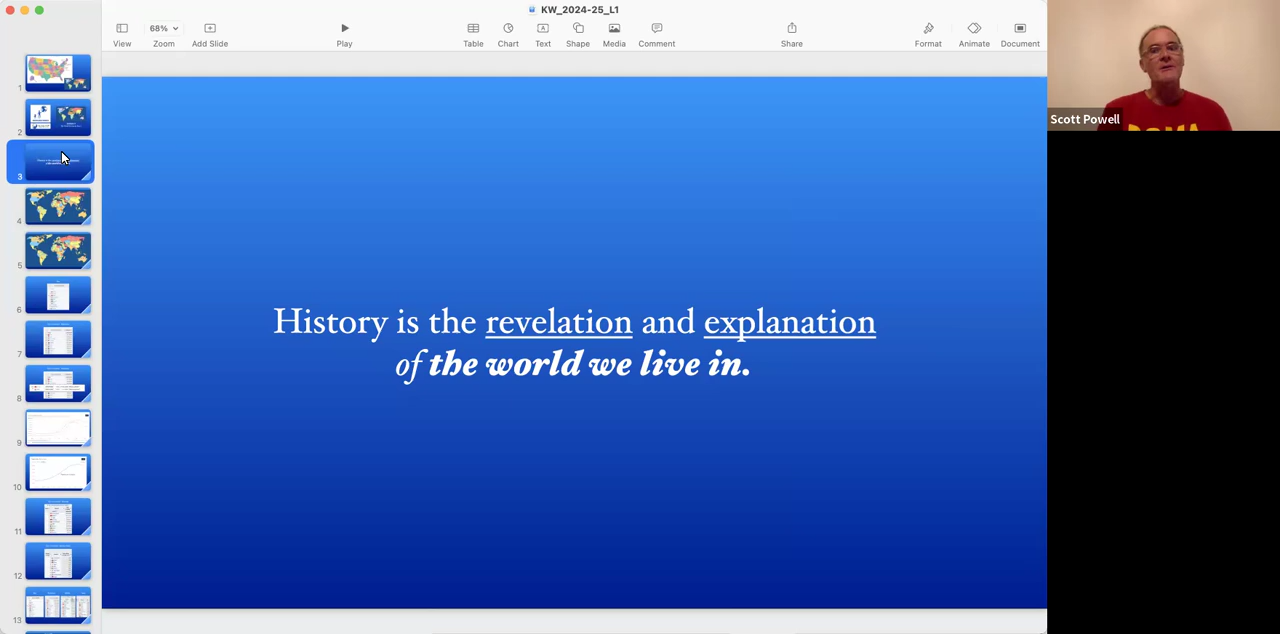 KW_2024-25_L1
68%
View
Zoom
Add Slide
Play
Table
Chart
Text
Shape
Media
Comment
Share
Format
Animate
Document
1
2
3
4
5
6
7
8
9
10
11
12
13
History is the revelation and explanation
of the world we live in.
Scott Powell